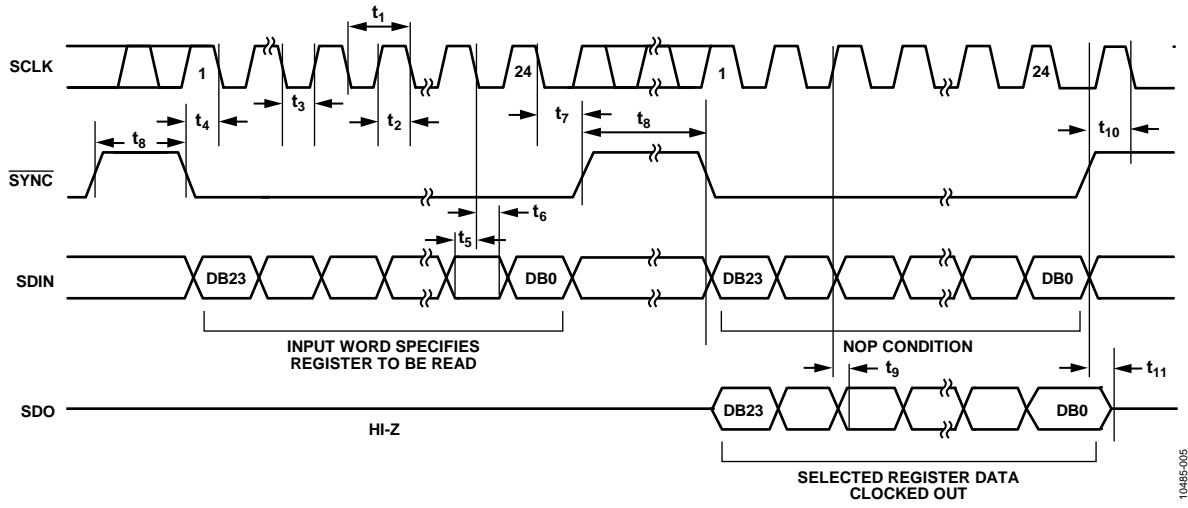 t1
SCLK
1
24
1
24
t3
t4
t2
t7
t8
t8
t10
SYNC
t6
t5
SDIN
DB23
DB0
DB23
DB0
INPUT WORD SPECIFIES
REGISTER TO BE READ
NOP CONDITION
t9
t11
SDO
DB23
DB0
HI-Z
SELECTED REGISTER DATA
CLOCKED OUT
10485-005